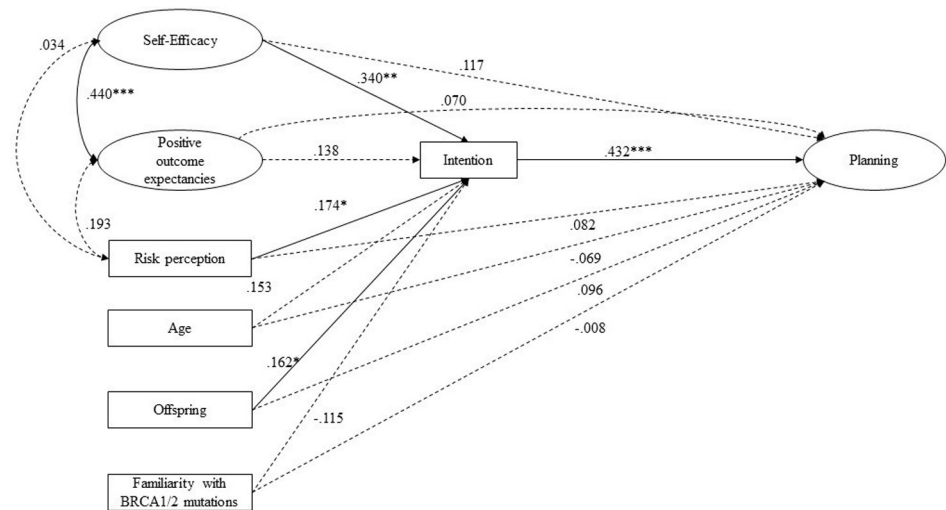 Self-Efficacy
.034
.117
.340**
.440***
.070
Positive
outcome
expectancies
.138
Intention
.432***
Planning
.174*
.193
.082
Risk perception
-.069
.153
.096
Age
-.008
.162*
Offspring
-.115
Familiarity with
BRCA1/2 mutations